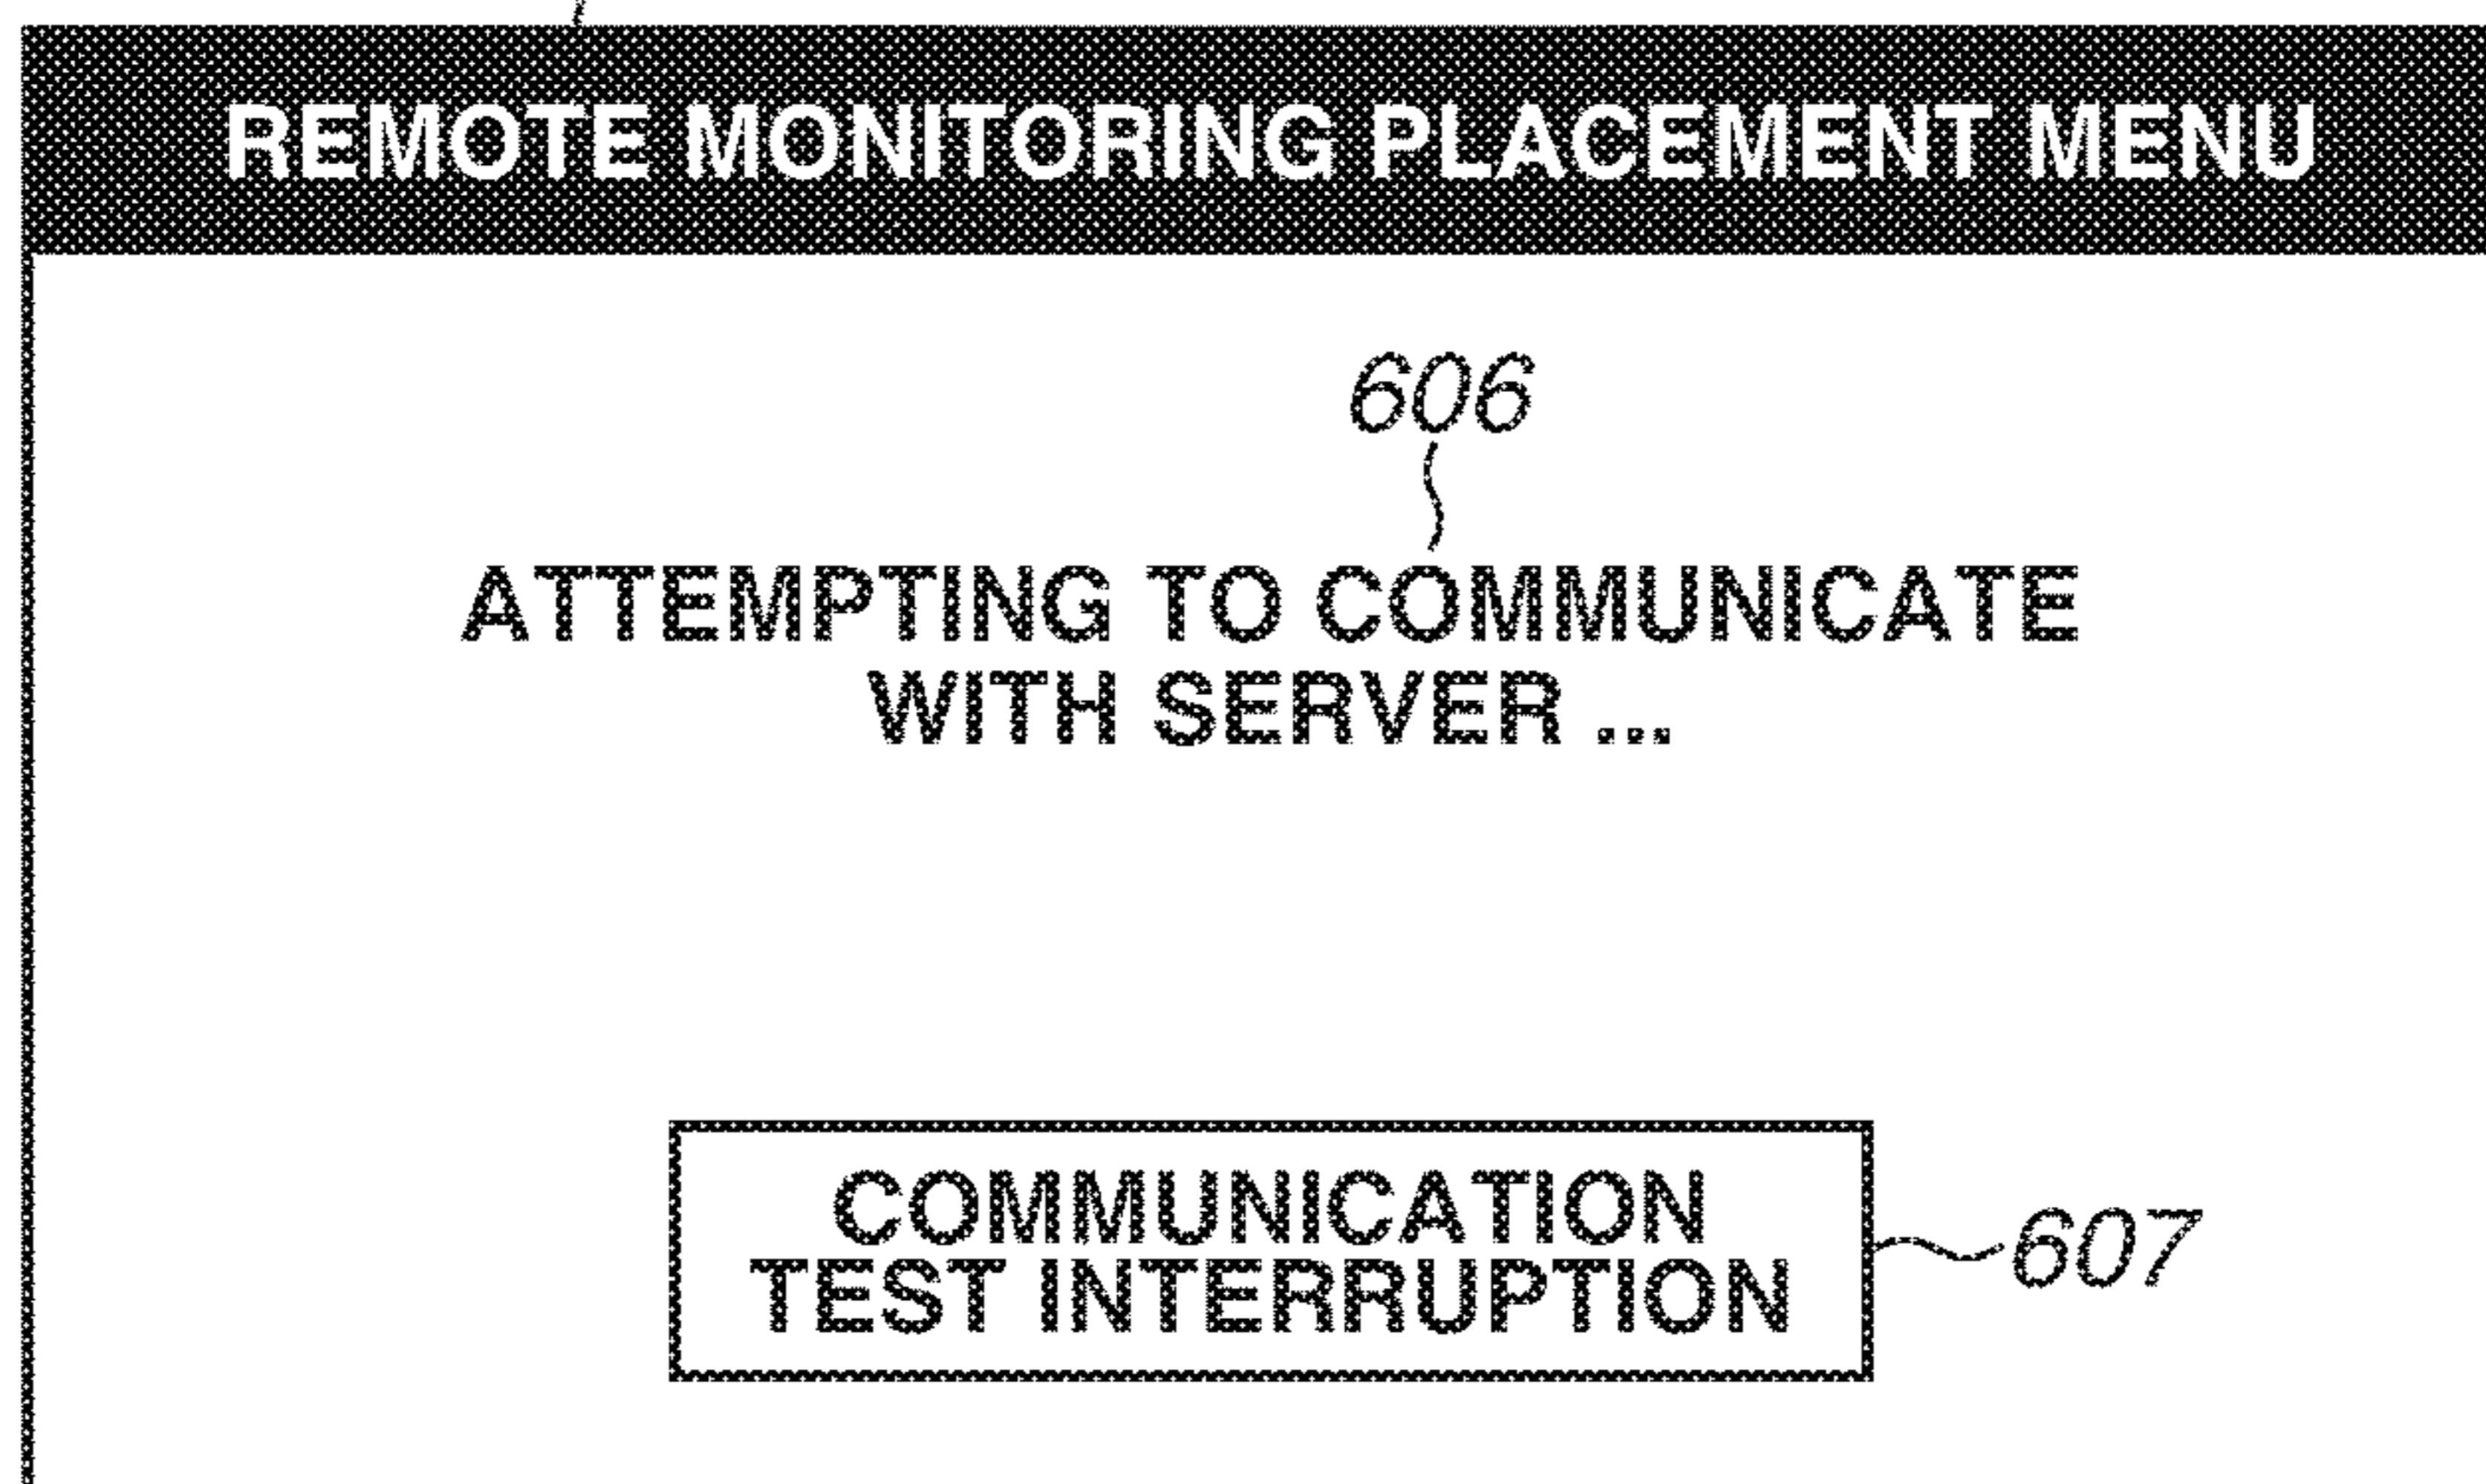 REMOTE MONITORING PLACEMENT MENU
606
ATTEMPTING TO COMMUNICATE
WITH SERVER ...
COMMUNICATION
TEST INTERRUPTION
607